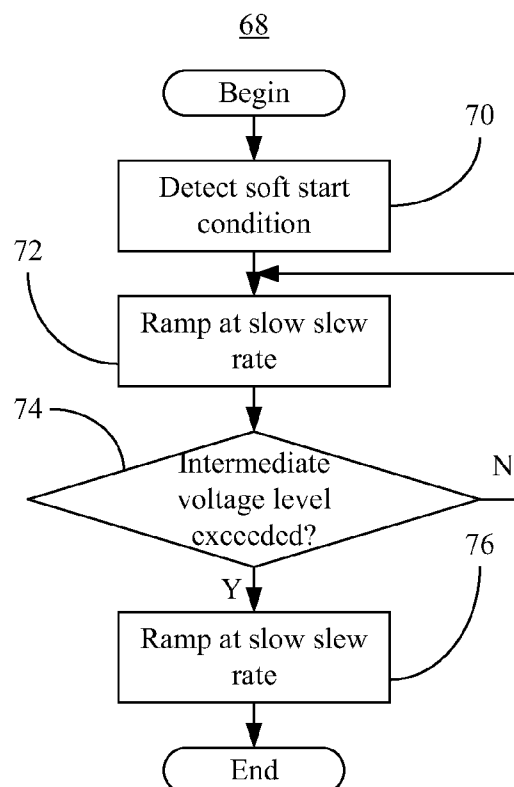 68
Begin
70
Detect soft start
condition
72
Ramp at slow slew
rate
74
Intermediate
voltage level
exceeded?
N
76
Y
Ramp at slow slew
rate
End